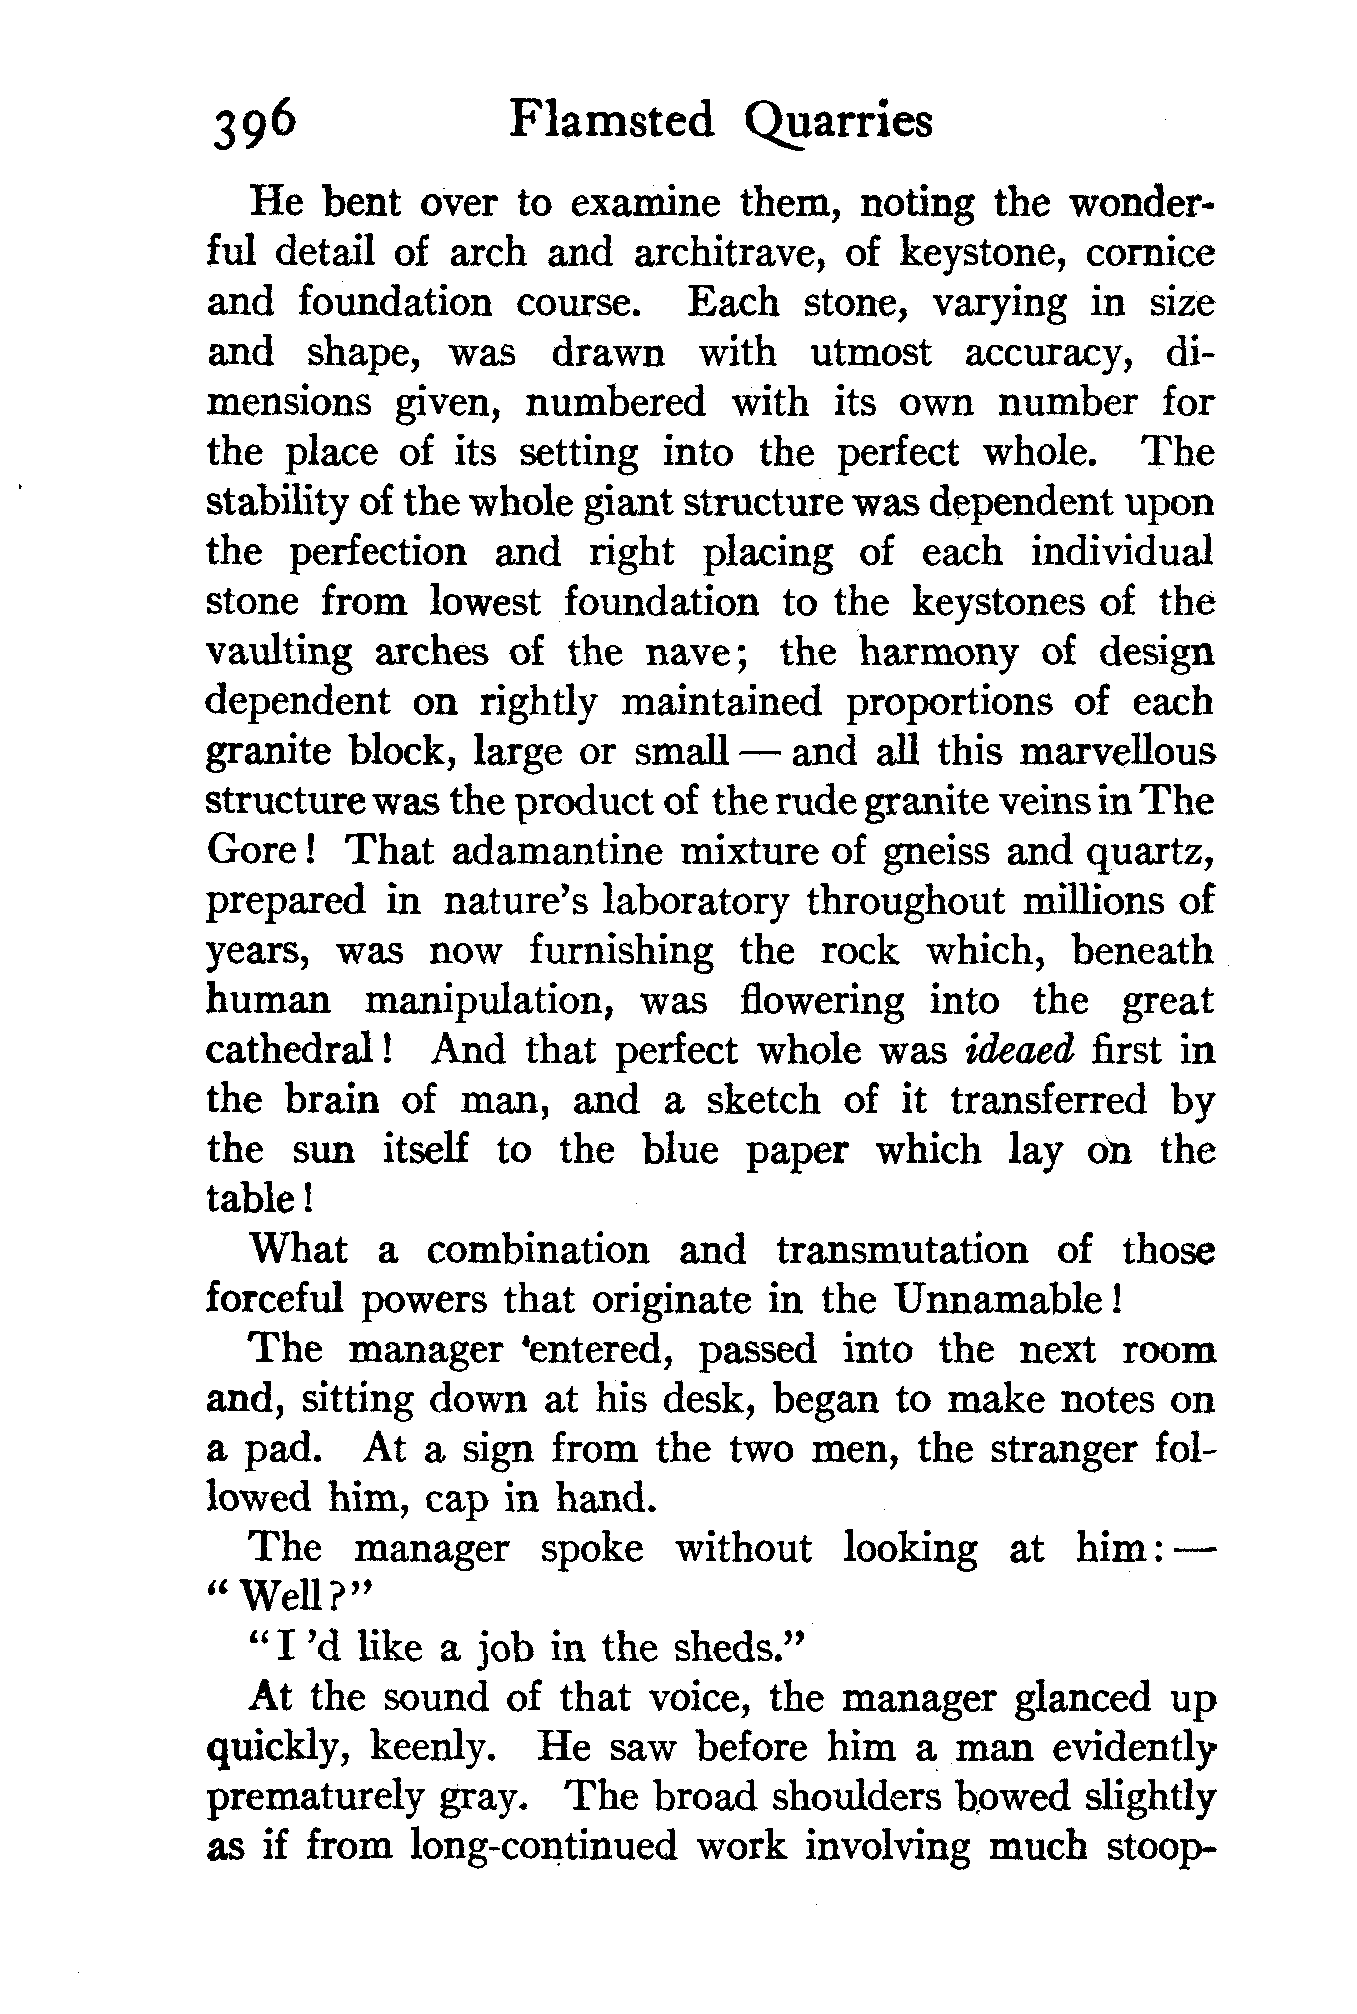 396 Flamsted Quarries
He bent over to examine them, noting the wonder-
ful detail of arch and architrave, of keystone, cornice
and foundation course. Each stone, varying in size
and shape, was drawn with utmost accuracy, di-
mensions given, numbered with its own number for
the place of its setting into the perfect whole. The
stability of the whole giant structure was dependent upon
the perfection and right placing of each individual
stone from lowest foundation to the keystones of the
vaulting arches of the nave; the harmony of design
dependent on rightly maintained proportions of each
granite block, large or small — and all this marvellous
structure was the product of the rude granite veins in The
Gore! That adamantine mixture of gneiss and quartz,
prepared in nature's laboratory throughout millions of
years, was now furnishing the rock which, beneath
human manipulation, was flowering into the great
cathedral! And that perfect whole was ideaed first in
the brain of man, and a sketch of it transferred by
the sun itself to the blue paper which lay on the
table!
What a combination and transmutation of those
forceful powers that originate in the Unnamable!
The manager entered, passed into the next room
and, sitting down at his desk, began to make notes on
a pad. At a sign from the two men, the stranger fol-
lowed him, cap in hand.
The manager spoke without looking at him: —
"Well?"
"I 'd like a job in the sheds."
At the sound of that voice, the manager glanced up
quickly, keenly. He saw before him a man evidently
prematurely gray. The broad shoulders bowed slightly
as if from long-continued work involving much stoop-